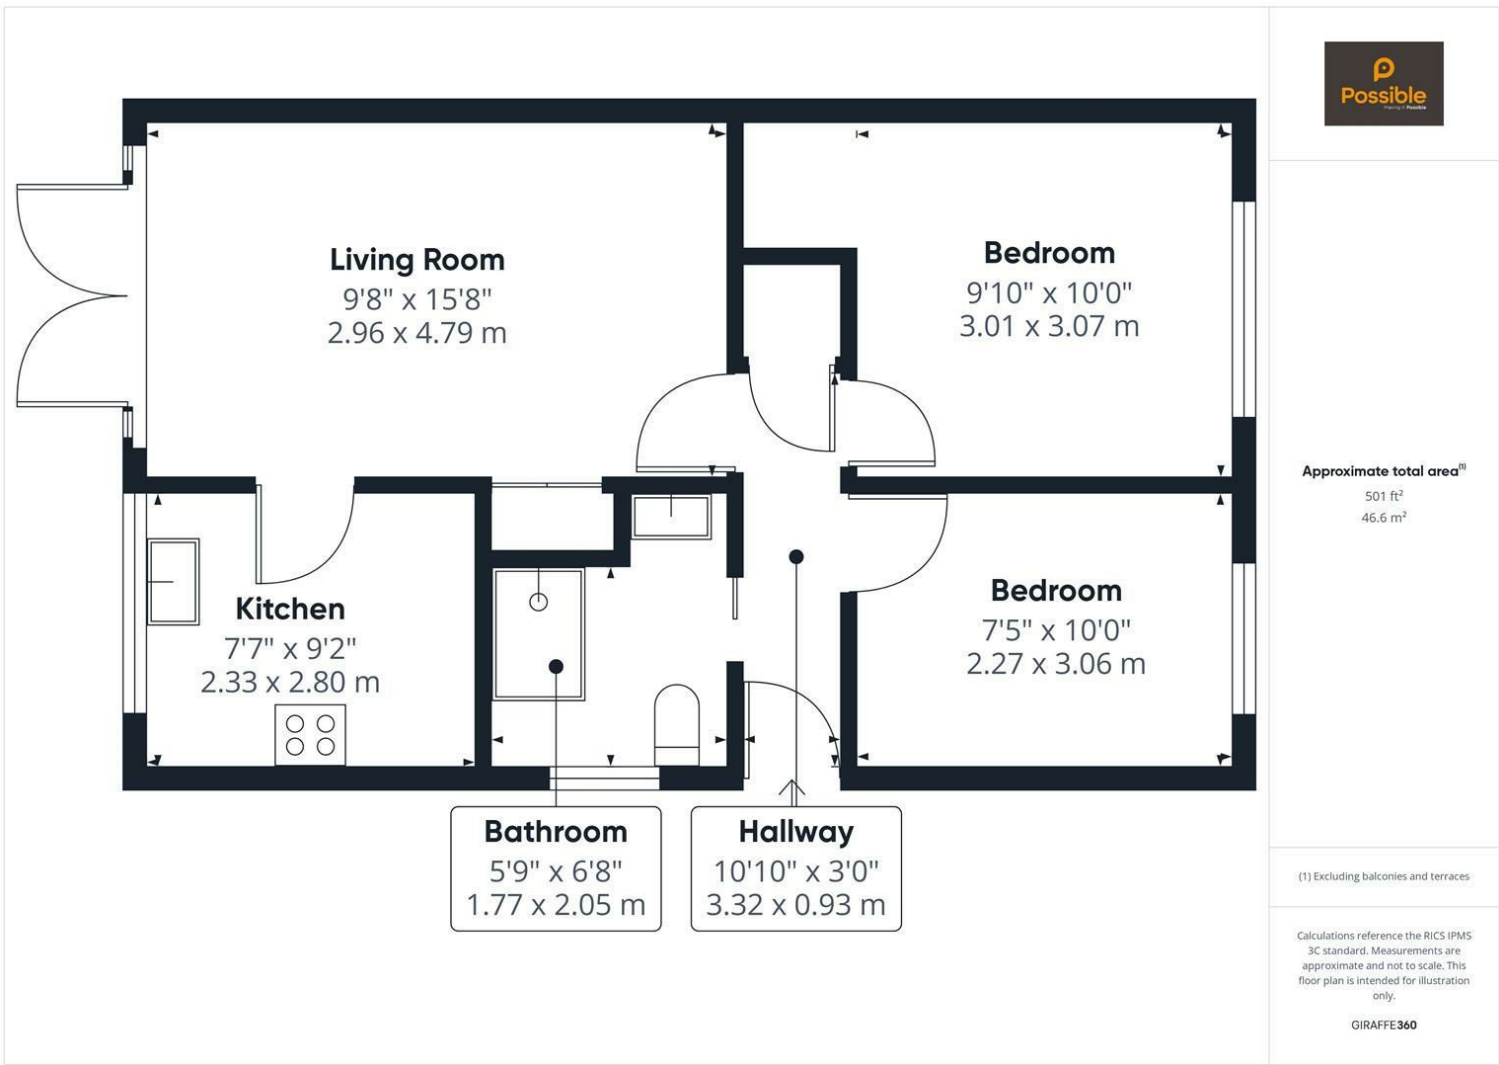 Living Room
9'8" x 15'8"
2.96 x 4.79 m
Bedroom
9'10" x 10'0"
3.01 x 3.07 m
Kitchen
7'7" x 9'2"
2.33 x 2.80 m
Bedroom
7'5" x 10'0"
2.27 x 3.06 m
Bathroom
5'9" x 6'8"
1.77 x 2.05 m
Hallway
10'10" x 3'0"
3.32 x 0.93 m
Possible
Approximate total area(1)
501 ft²
46.6 m²
(1) Excluding balconies and terraces
Calculations reference the RICS IPMS
3C standard. Measurements are
approximate and not to scale. This
floor plan is intended for illustration
only.
GIRAFFE360